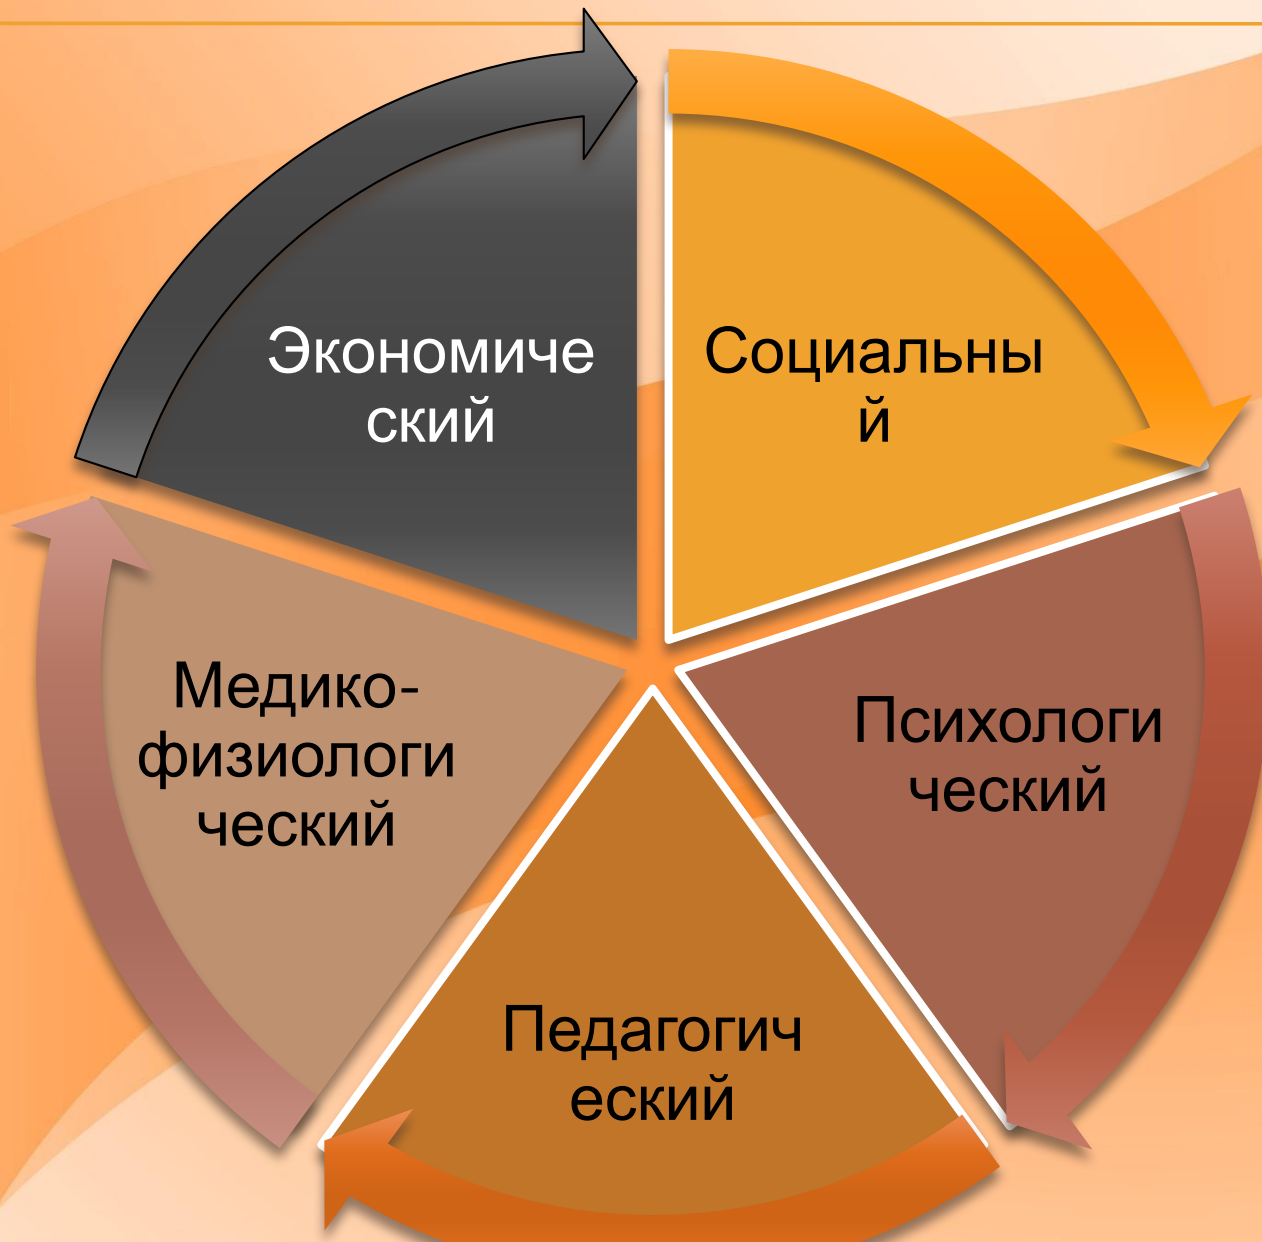 Экономиче
ский
Социальны
й
Психологи
ческий
Педагогич
еский
Медико-
физиологи
ческий